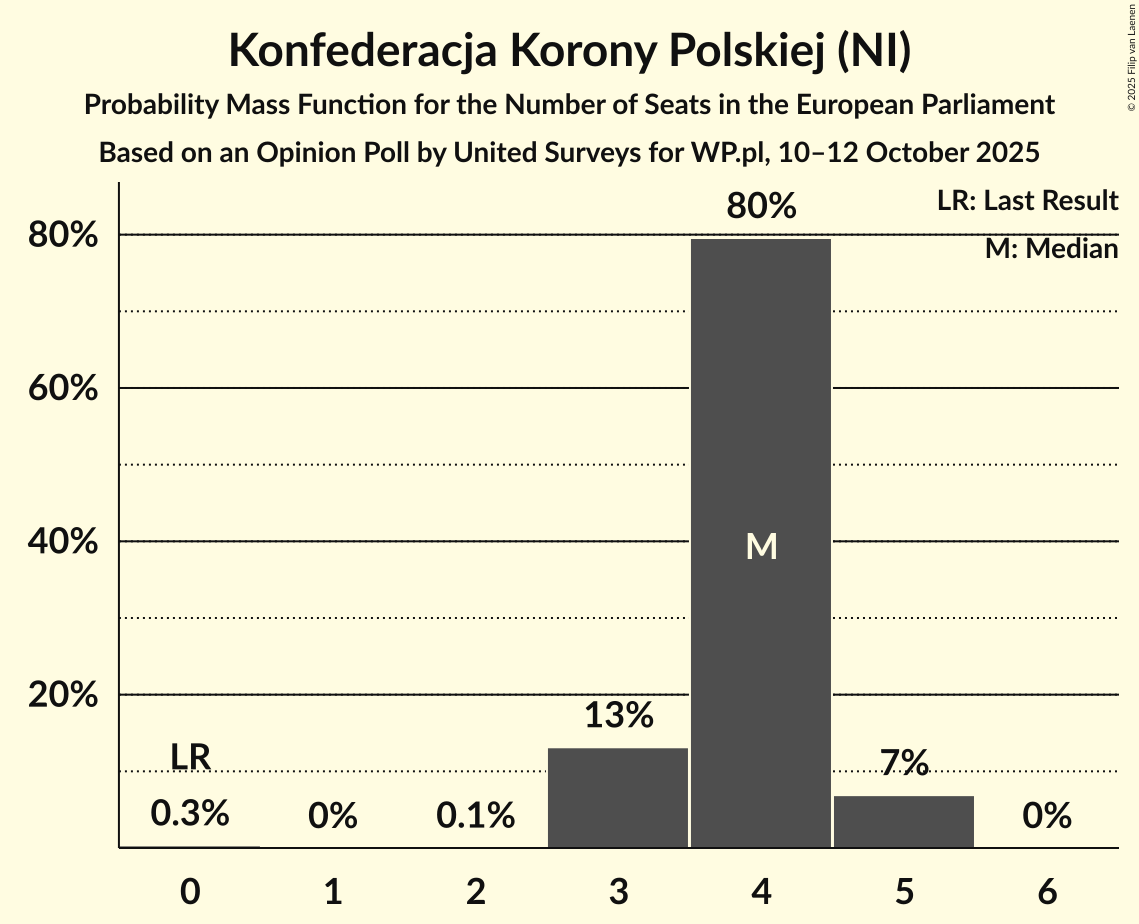 Konfederacja Korony Polskiej (NI)
Probability Mass Function for the Number of Seats in the European Parliament
Based on an Opinion Poll by United Surveys for WP.pl, 10–12 October 2025
© 2025 Filip van Laenen
LR: Last Result
M: Median
80%
60%
40%
20%
LR
0.3%
0%
0.1%
13%
80%
M
7%
0%
0 1 2 3 4 5 6